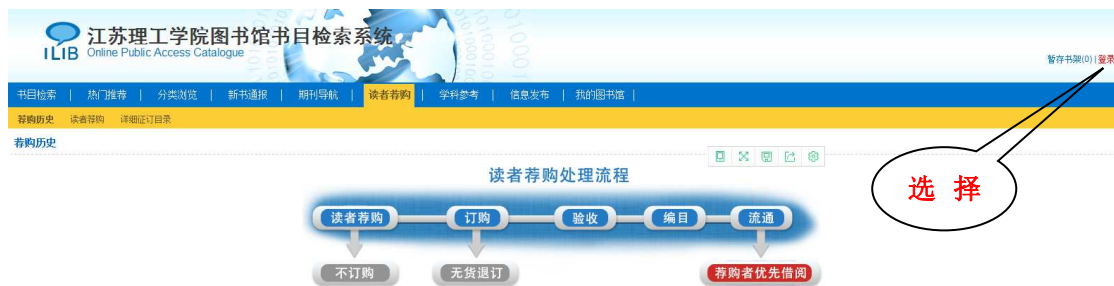 江苏理工学院图书馆书目检索系统
ILIB Online Public Access Catalogue
暂存书架(0) | 登录
书目检索 | 热门推荐 | 分类浏览 | 新书通报 | 期刊导航 | 读者荐购 | 学科参考 | 信息发布 | 我的图书馆 |
荐购历史 读者荐购 详细征订目录
荐购历史
读者荐购处理流程
选 择
读者荐购 订购 验收 编目 流通
不订购 无货退订 荐购者优先借阅